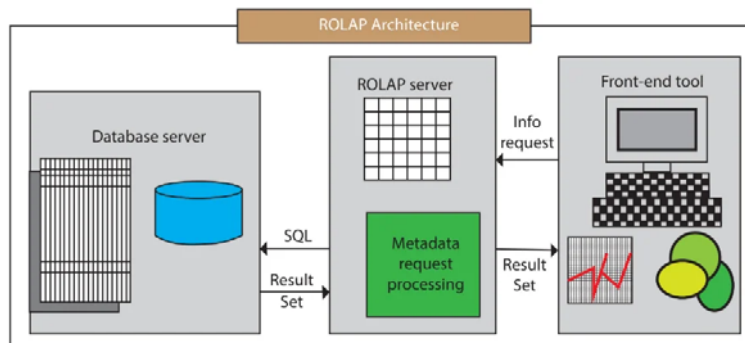 ROLAP Architecture
Database server
SQL
Result
Set
ROLAP server
Metadata
request
processing
Info
request
Result
Set
Front-end tool